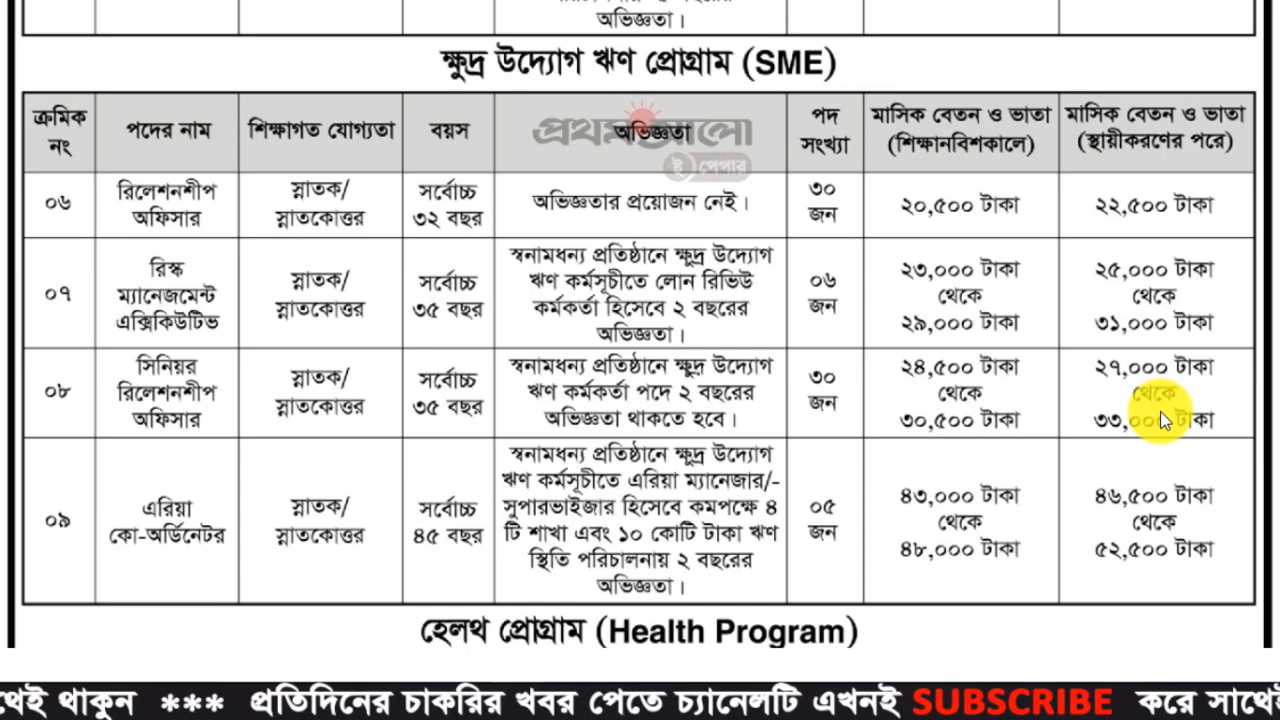 অভিজ্ঞতা।
ক্ষুদ্র উদ্যোগ ঋণ প্রোগ্রাম (SME)
ক্রমিক নং
পদের নাম
শিক্ষাগত যোগ্যতা
বয়স
অভিজ্ঞতা
প্রথম আলো
ই পেপার
পদ সংখ্যা
মাসিক বেতন ও ভাতা
(শিক্ষানবিশকালে)
মাসিক বেতন ও ভাতা
(স্থায়ীকরণের পরে)
০৬
রিলেশনশীপ
অফিসার
স্নাতক/
স্নাতকোত্তর
সর্বোচ্চ
৩২ বছর
অভিজ্ঞতার প্রয়োজন নেই।
৩০
জন
২০,৫০০ টাকা
২২,৫০০ টাকা
০৭
রিস্ক
ম্যানেজমেন্ট
এক্সিকিউটিভ
স্নাতক/
স্নাতকোত্তর
সর্বোচ্চ
৩৫ বছর
স্বনামধন্য প্রতিষ্ঠানে ক্ষুদ্র উদ্যোগ
ঋণ কর্মসূচীতে লোন রিভিউ
কর্মকর্তা হিসেবে ২ বছরের
অভিজ্ঞতা।
০৬
জন
২৩,০০০ টাকা
থেকে
২৯,০০০ টাকা
২৫,০০০ টাকা
থেকে
৩১,০০০ টাকা
০৮
সিনিয়র
রিলেশনশীপ
অফিসার
স্নাতক/
স্নাতকোত্তর
সর্বোচ্চ
৩৫ বছর
স্বনামধন্য প্রতিষ্ঠানে ক্ষুদ্র উদ্যোগ
ঋণ কর্মকর্তা পদে ২ বছরের
অভিজ্ঞতা থাকতে হবে।
৩০
জন
২৪,৫০০ টাকা
থেকে
৩০,৫০০ টাকা
২৭,০০০ টাকা
থেকে
৩৩,০০০ টাকা
০৯
এরিয়া
কো-অর্ডিনেটর
স্নাতক/
স্নাতকোত্তর
সর্বোচ্চ
৪৫ বছর
স্বনামধন্য প্রতিষ্ঠানে ক্ষুদ্র উদ্যোগ
ঋণ কর্মসূচীতে এরিয়া ম্যানেজার/-
সুপারভাইজার হিসেবে কমপক্ষে ৪
টি শাখা এবং ১০ কোটি টাকা ঋণ
স্থিতি পরিচালনায় ২ বছরের
অভিজ্ঞতা।
০৫
জন
৪৩,০০০ টাকা
থেকে
৪৮,০০০ টাকা
৪৬,৫০০ টাকা
থেকে
৫২,৫০০ টাকা
হেলথ প্রোগ্রাম (Health Program)
থাকুন *** প্রতিদিনের চাকরির খবর পেতে চ্যানেলটি এখনই SUBSCRIBE করে